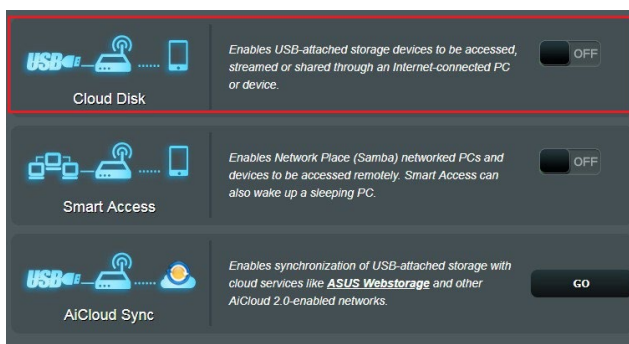 USB
Cloud Disk
Enables USB-attached storage devices to be accessed,
streamed or shared through an Internet-connected PC
or device.
OFF
Smart Access
Enables Network Place (Samba) networked PCs and
devices to be accessed remotely. Smart Access can
also wake up a sleeping PC.
OFF
USB
AiCloud Sync
Enables synchronization of USB-attached storage with
cloud services like ASUS Webstorage and other
AiCloud 2.0-enabled networks.
GO